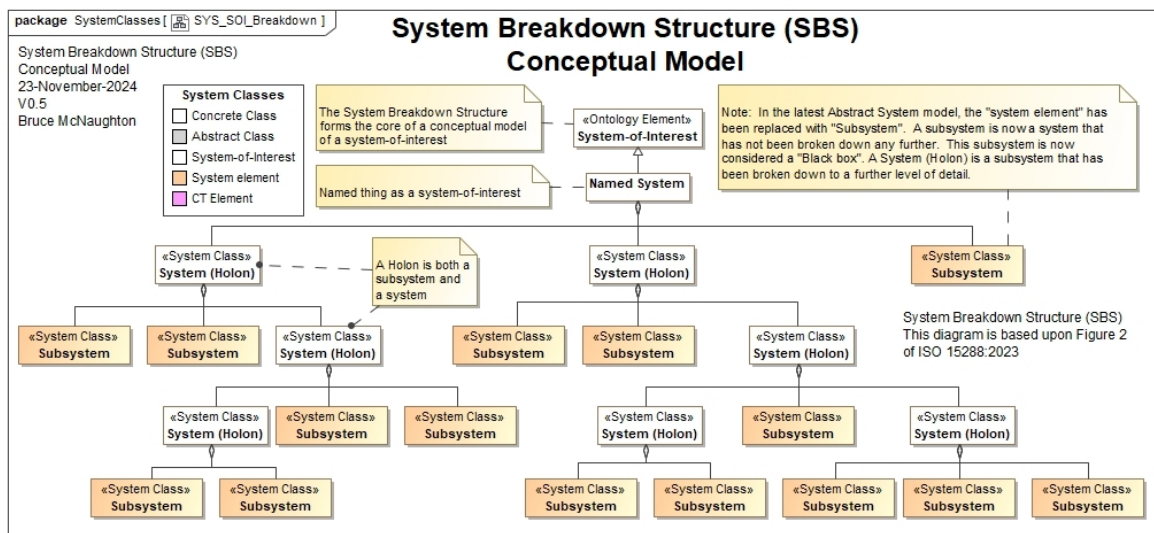 package SystemClasses [ SYS_SOI_Breakdown ]
System Breakdown Structure (SBS)
Conceptual Model
System Breakdown Structure (SBS)
Conceptual Model
23-November-2024
V0.5
Bruce McNaughton
System Classes
Concrete Class
Abstract Class
System-of-Interest
System element
CT Element
The System Breakdown Structure
forms the core of a conceptual model
of a system-of-interest
«Ontology Element»
System-of-Interest
Note: In the latest Abstract System model, the "system element" has
been replaced with "Subsystem". A subsystem is now a system that
has not been broken down any further. This subsystem is now
considered a "Black box". A System (Holon) is a subsystem that has
been broken down to a further level of detail.
Named thing as a system-of-interest
Named System
«System Class»
System (Holon)
A Holon is both a
subsystem and
a system
«System Class»
System (Holon)
«System Class»
Subsystem
«System Class»
Subsystem
«System Class»
Subsystem
«System Class»
System (Holon)
«System Class»
Subsystem
«System Class»
Subsystem
«System Class»
System (Holon)
System Breakdown Structure (SBS)
This diagram is based upon Figure 2
of ISO 15288:2023
«System Class»
System (Holon)
«System Class»
Subsystem
«System Class»
Subsystem
«System Class»
System (Holon)
«System Class»
Subsystem
«System Class»
System (Holon)
«System Class»
Subsystem
«System Class»
Subsystem
«System Class»
Subsystem
«System Class»
Subsystem
«System Class»
Subsystem
«System Class»
Subsystem
«System Class»
Subsystem